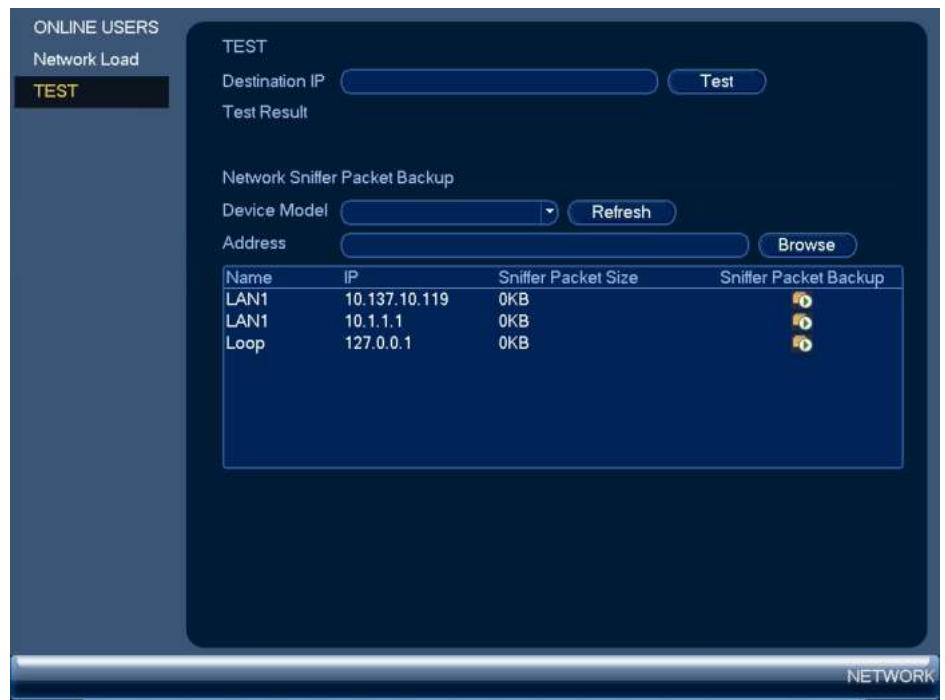 ONLINE USERS
Network Load
TEST
TEST
Destination IP Test
Test Result
Network Sniffer Packet Backup
Device Model Refresh
Address Browse
Name IP Sniffer Packet Size Sniffer Packet Backup
LAN1 10.137.10.119 0KB
LAN1 10.1.1.1 0KB
Loop 127.0.0.1 0KB
NETWORK